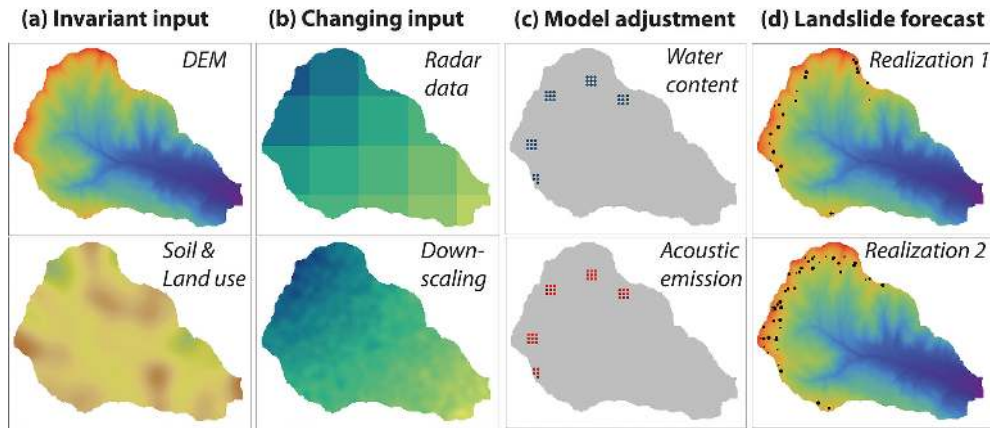 (a) Invariant input
(b) Changing input
(c) Model adjustment
(d) Landslide forecast
DEM
Radar
data
Water
content
Realization 1
Soil &
Land use
Down-
scaling
Acoustic
emission
Realization 2